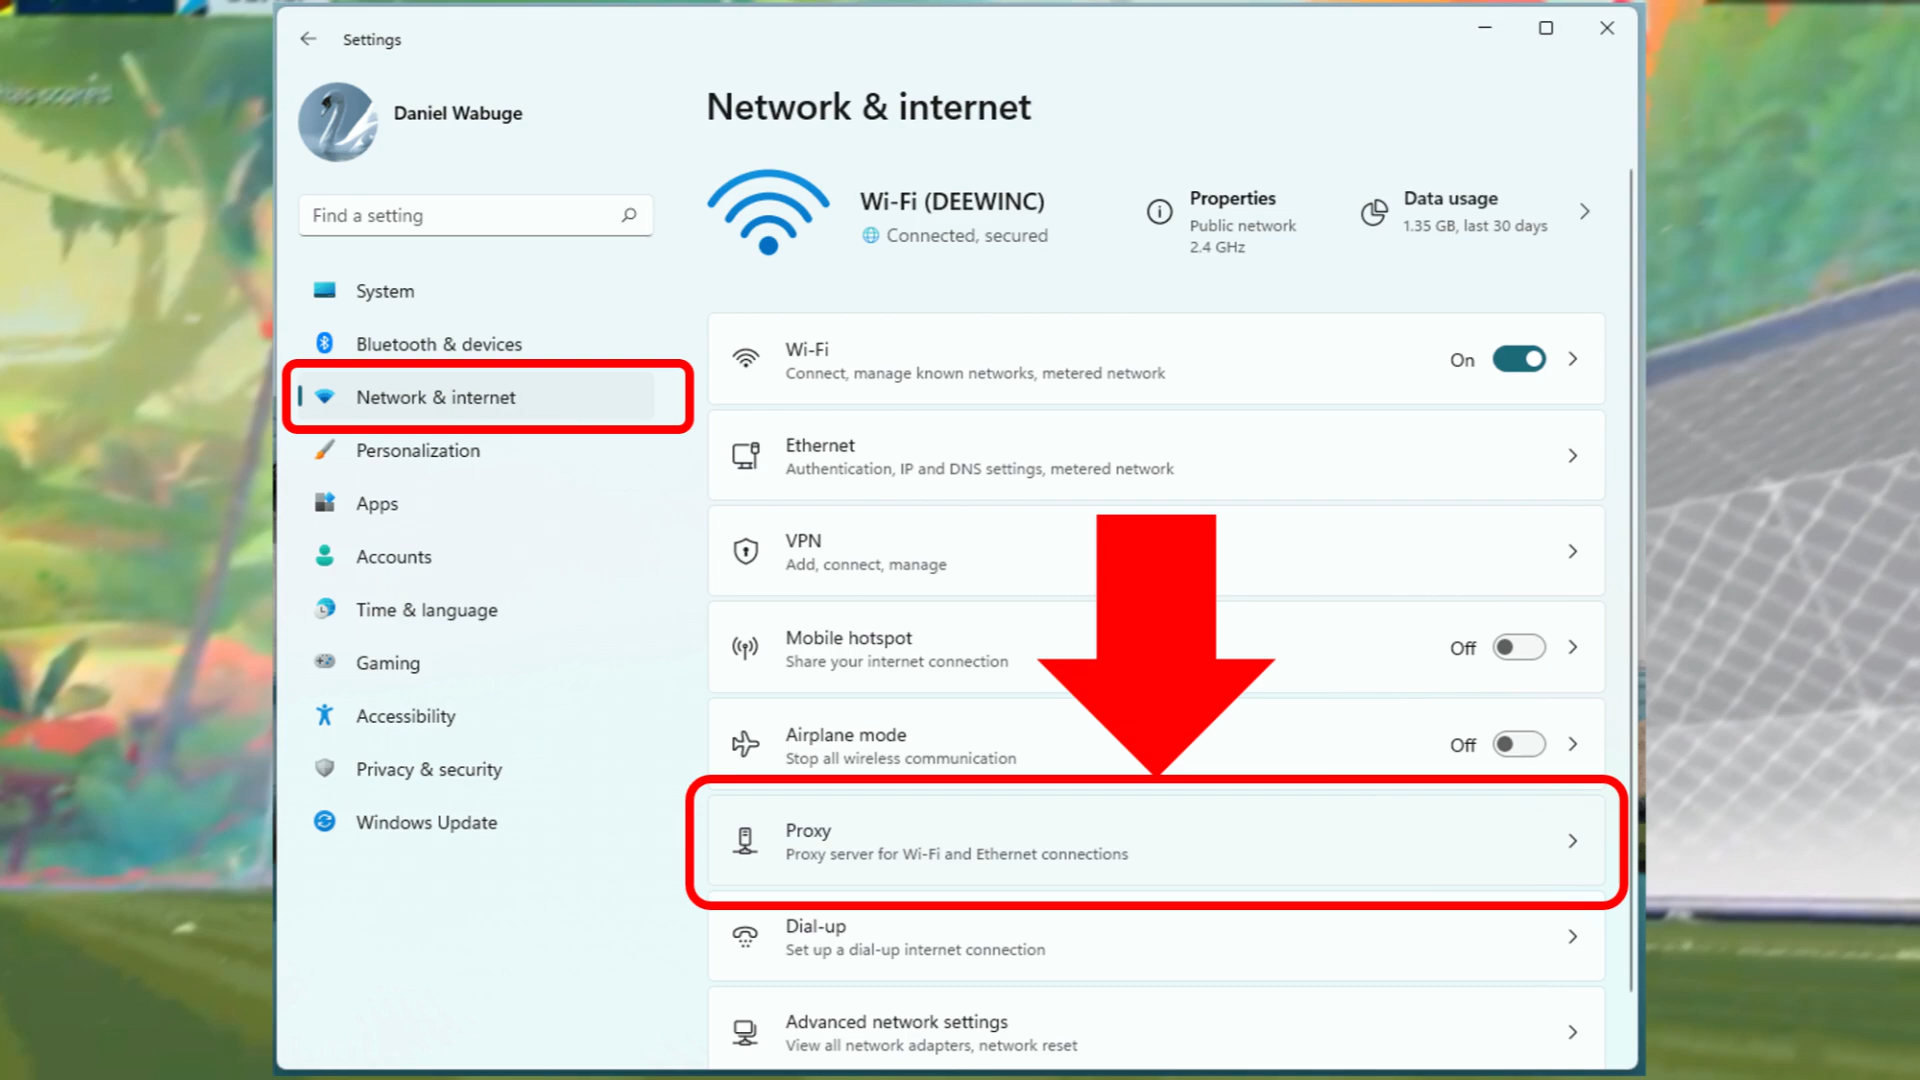 Settings
Daniel Wabuge
Find a setting
System
Bluetooth & devices
Network & internet
Personalization
Apps
Accounts
Time & language
Gaming
Accessibility
Privacy & security
Windows Update
Network & internet
Wi-Fi (DEEWINC)
Connected, secured
Properties
Public network
2.4 GHz
Data usage
1.35 GB, last 30 days
Wi-Fi
Connect, manage known networks, metered network
On
Ethernet
Authentication, IP and DNS settings, metered network
VPN
Add, connect, manage
Mobile hotspot
Share your internet connection
Off
Airplane mode
Stop all wireless communication
Off
Proxy
Proxy server for Wi-Fi and Ethernet connections
Dial-up
Set up a dial-up internet connection
Advanced network settings
View all network adapters, network reset